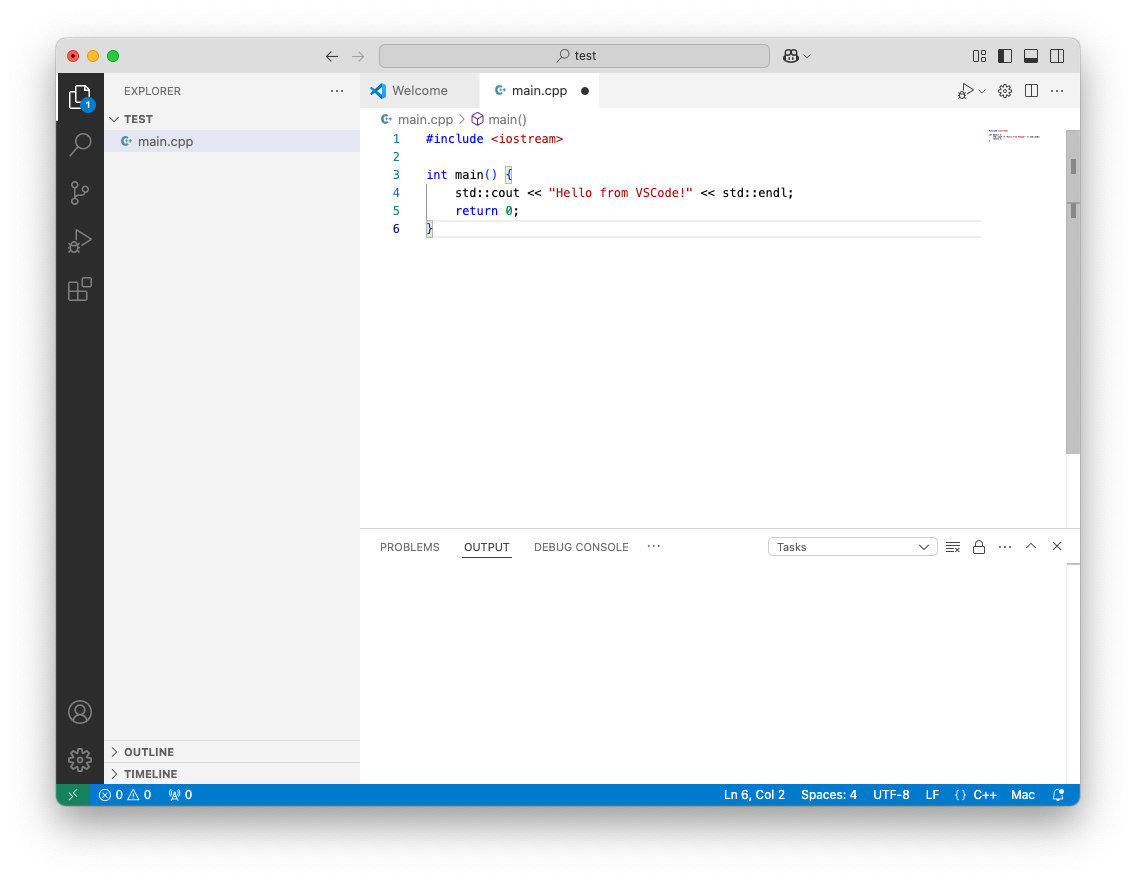 test
EXPLORER
Welcome
main.cpp
1
TEST
main.cpp
main.cpp > main()
1 #include <iostream>
2
3 int main() {
4     std::cout << "Hello from VSCode!" << std::endl;
5     return 0;
6 }
PROBLEMS OUTPUT DEBUG CONSOLE
Tasks
OUTLINE
TIMELINE
0 0 0 Ln 6, Col 2 Spaces: 4 UTF-8 LF {} C++ Mac